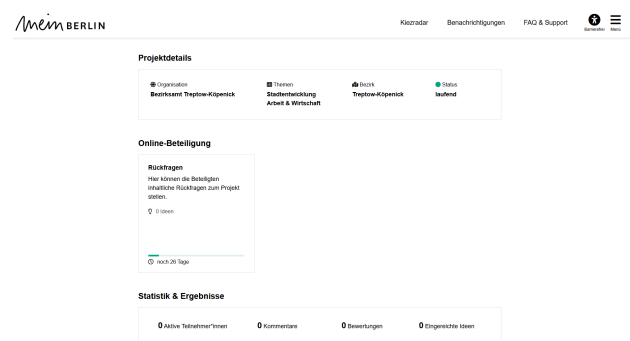 mein BERLIN
Kiezradar Benachrichtigungen FAQ & Support Barrierefrei Menü
Projektdetails
Organisation Themen Bezirk Status
Bezirksamt Treptow-Köpenick Stadtentwicklung Treptow-Köpenick laufend
Arbeit & Wirtschaft
Online-Beteiligung
Rückfragen
Hier können die Beteiligten
inhaltliche Rückfragen zum Projekt
stellen.
0 Ideen
noch 26 Tage
Statistik & Ergebnisse
0 Aktive Teilnehmer*innen 0 Kommentare 0 Bewertungen 0 Eingereichte Ideen